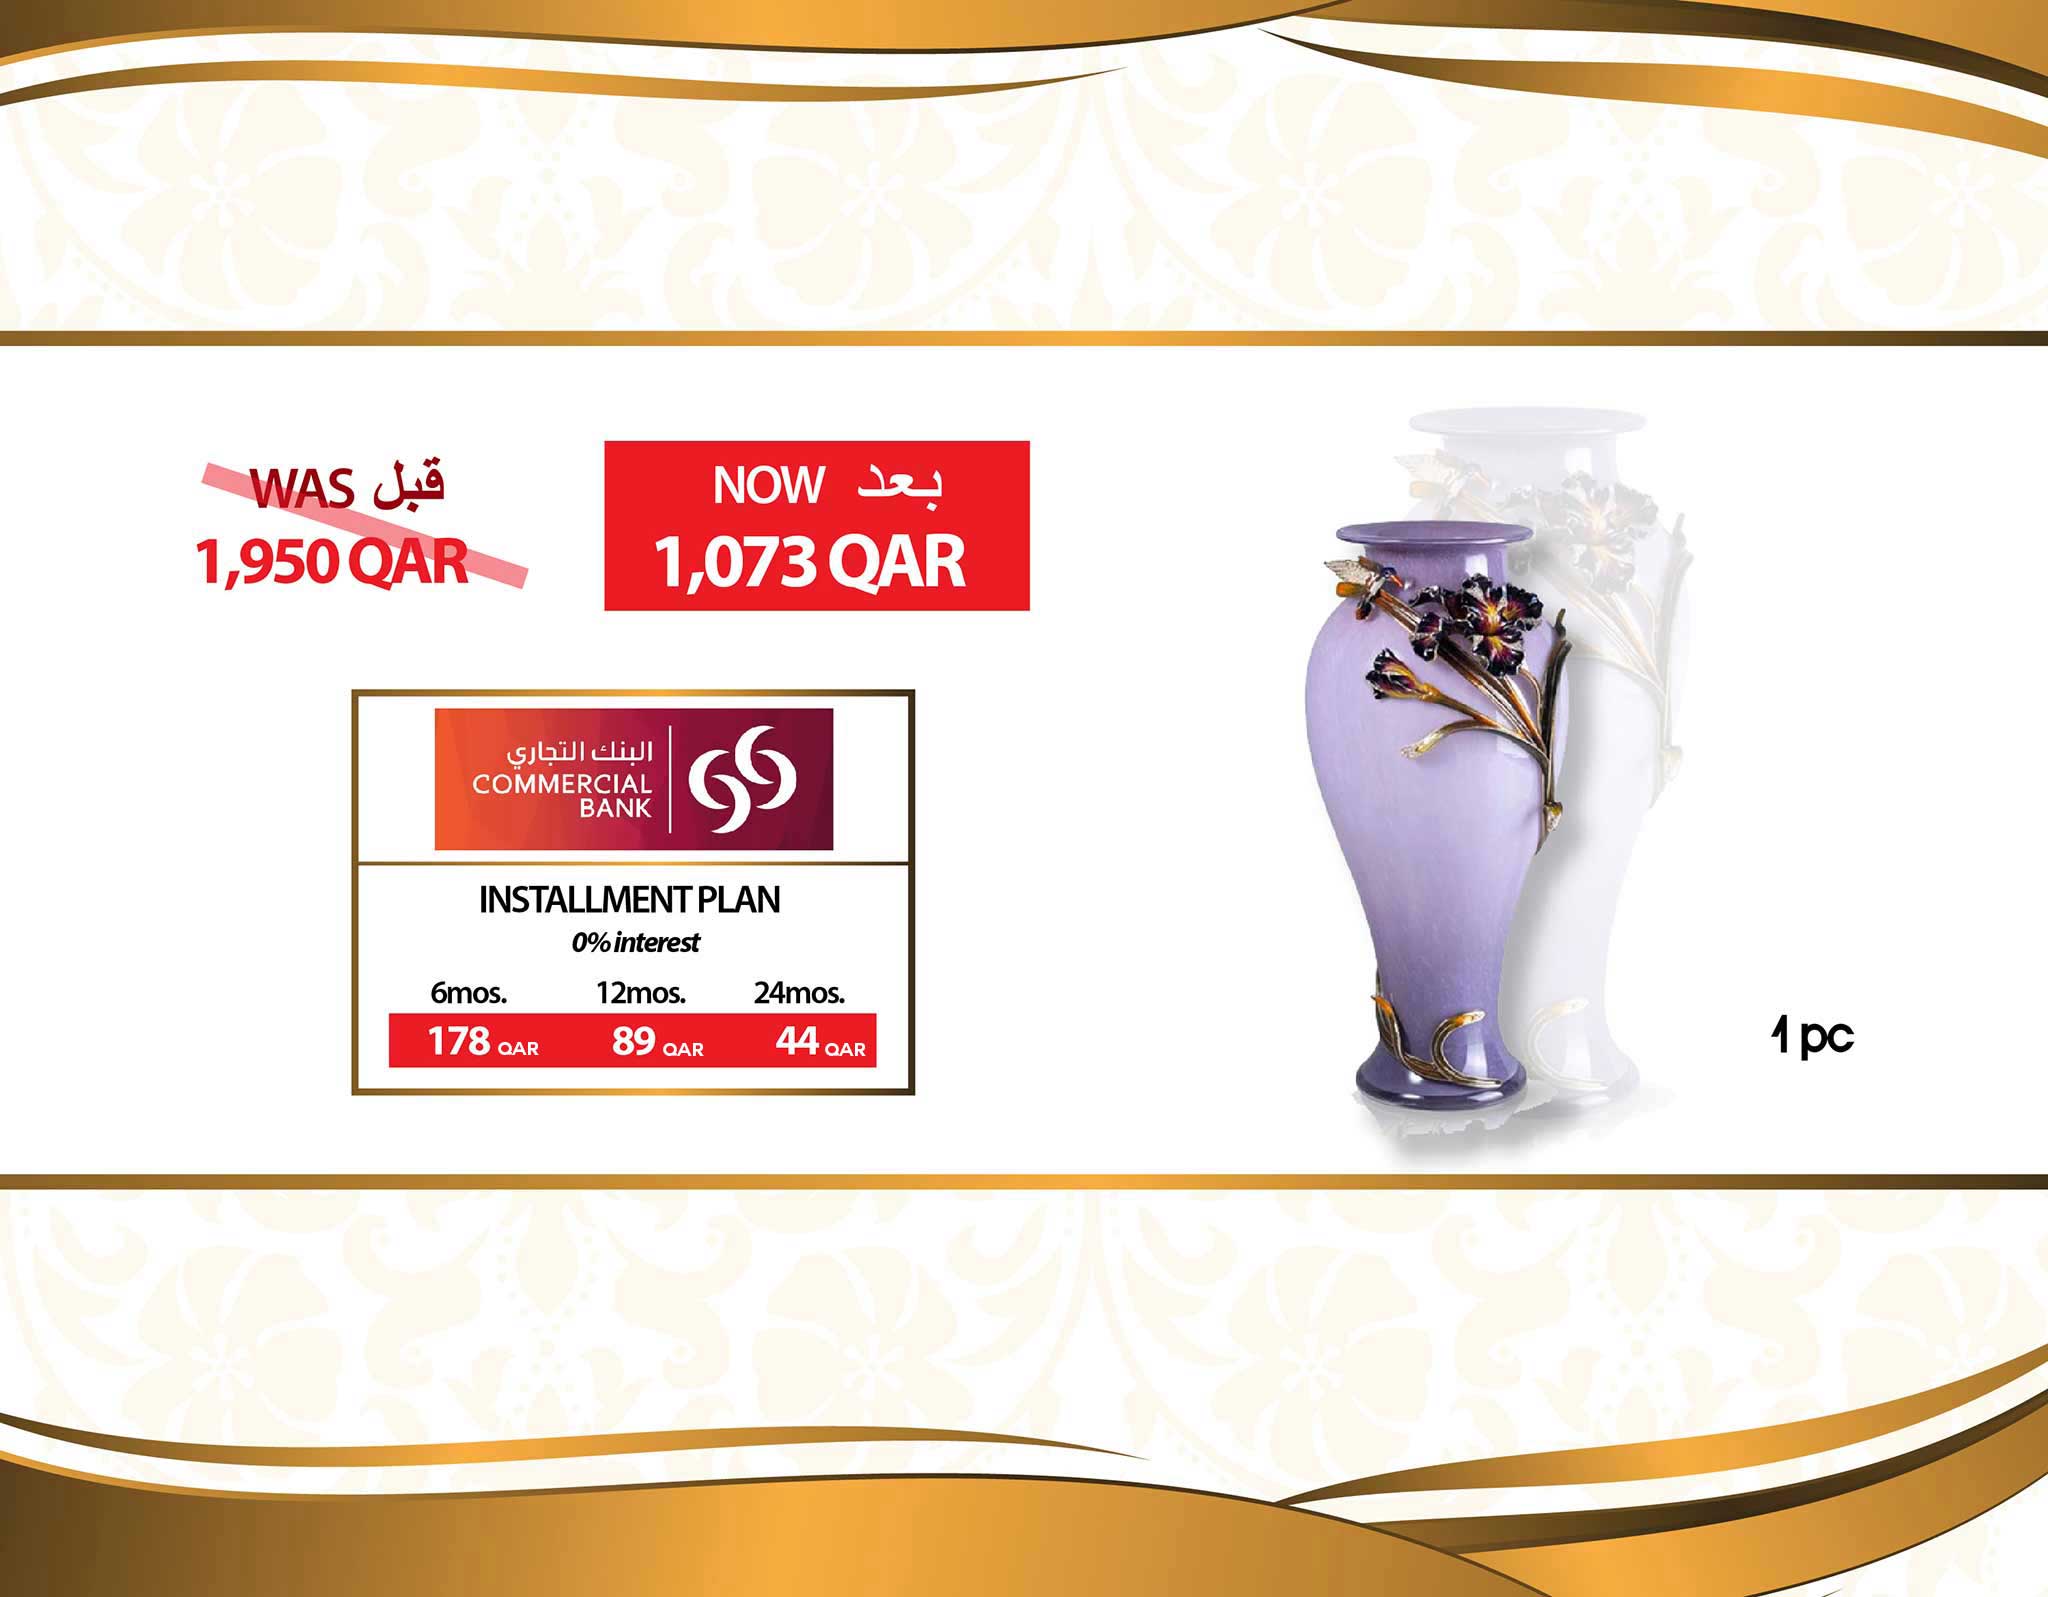 WAS قبل
1,950 QAR
NOW بعد
1,073 QAR
البنك التجاري
COMMERCIAL
BANK
INSTALLMENT PLAN
0% interest
6mos. 12mos. 24mos.
178 QAR 89 QAR 44 QAR
1 pc